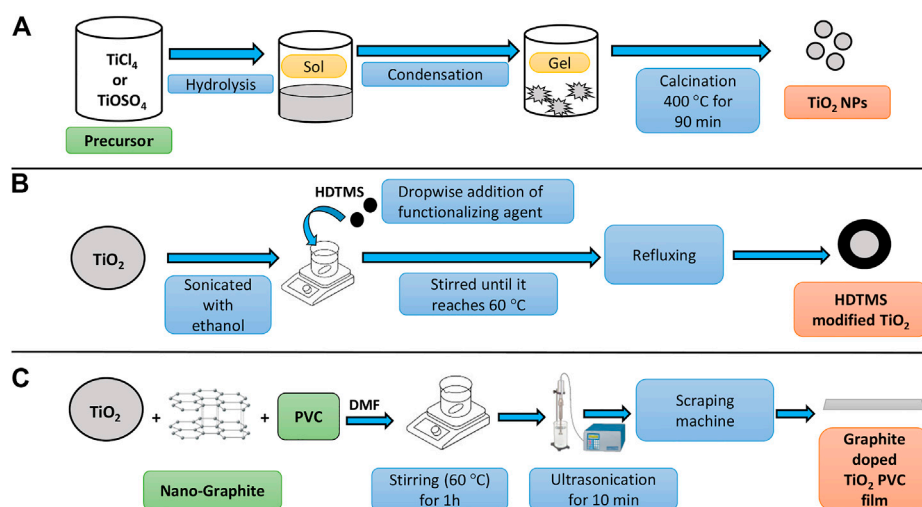 A
TiCl₄
or
TiOSO₄
Precursor
Hydrolysis
Sol
Condensation
Gel
Calcination
400 °C for
90 min
TiO₂ NPs
B
TiO₂
Sonicated
with
ethanol
HDTMS
Dropwise addition of
functionalizing agent
Stirred until it
reaches 60 °C
Refluxing
HDTMS
modified TiO₂
C
TiO₂
+
Nano-Graphite
+
PVC
DMF
Stirring (60 °C)
for 1h
Ultrasonication
for 10 min
Scraping
machine
Graphite
doped
TiO₂ PVC
film